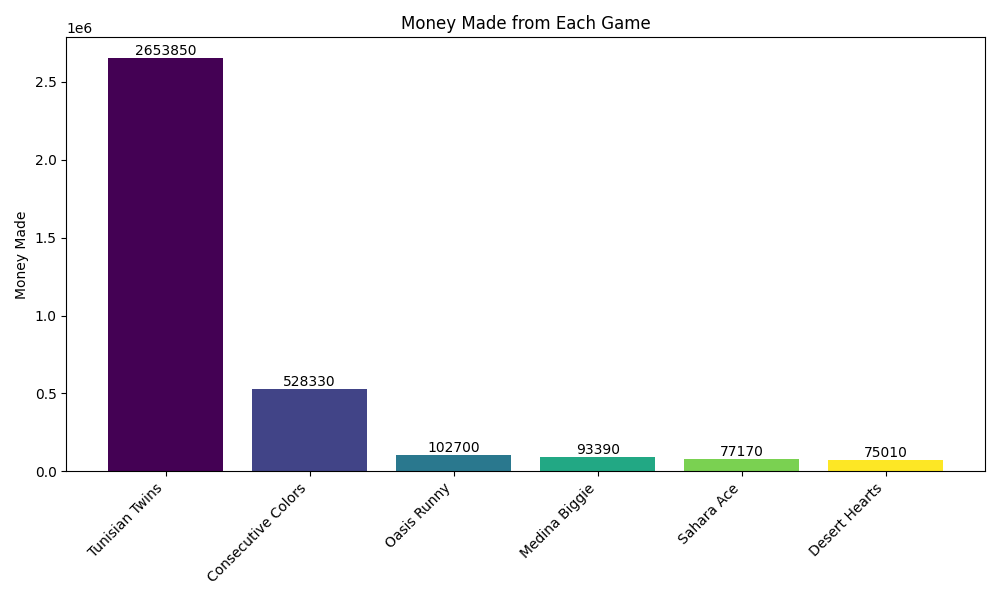 Money Made from Each Game
1e6
2653850
2.5
2.0
Money Made
1.5
1.0
528330
0.5
102700
93390
77170
75010
0.0
Tunisian Twins
Consecutive Colors
Oasis Runny
Medina Biggie
Sahara Ace
Desert Hearts